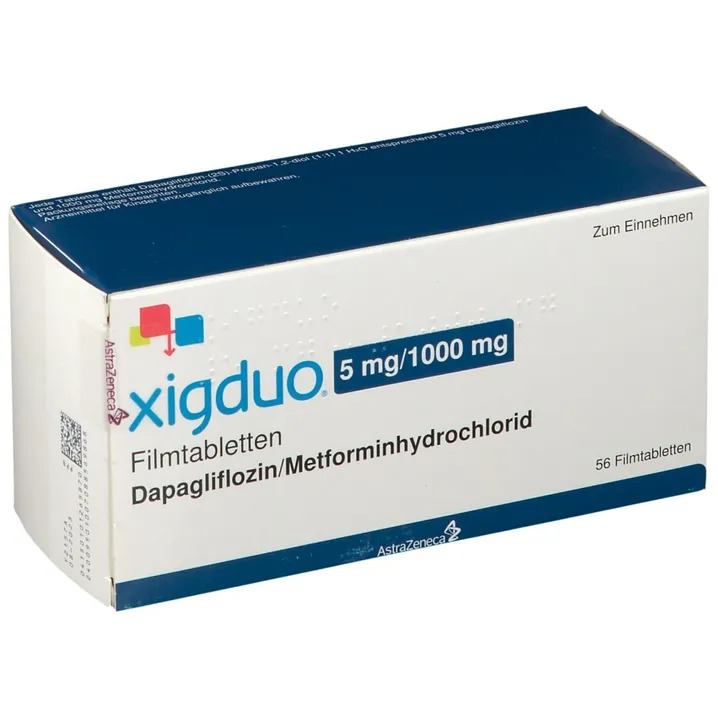 Jede Tablette enthält Dapagliflozin-(2S)-Propan-1,2-diol (1:1) 1 H₂O entsprechend 5 mg Dapagliflozin
und 1000 mg Metforminhydrochlorid.
Packungsbeilage beachten.
Arzneimittel für Kinder unzugänglich aufbewahren.
Zum Einnehmen
xigduo® 5 mg/1000 mg
Filmtabletten
Dapagliflozin/Metforminhydrochlorid
56 Filmtabletten
AstraZeneca
AstraZeneca